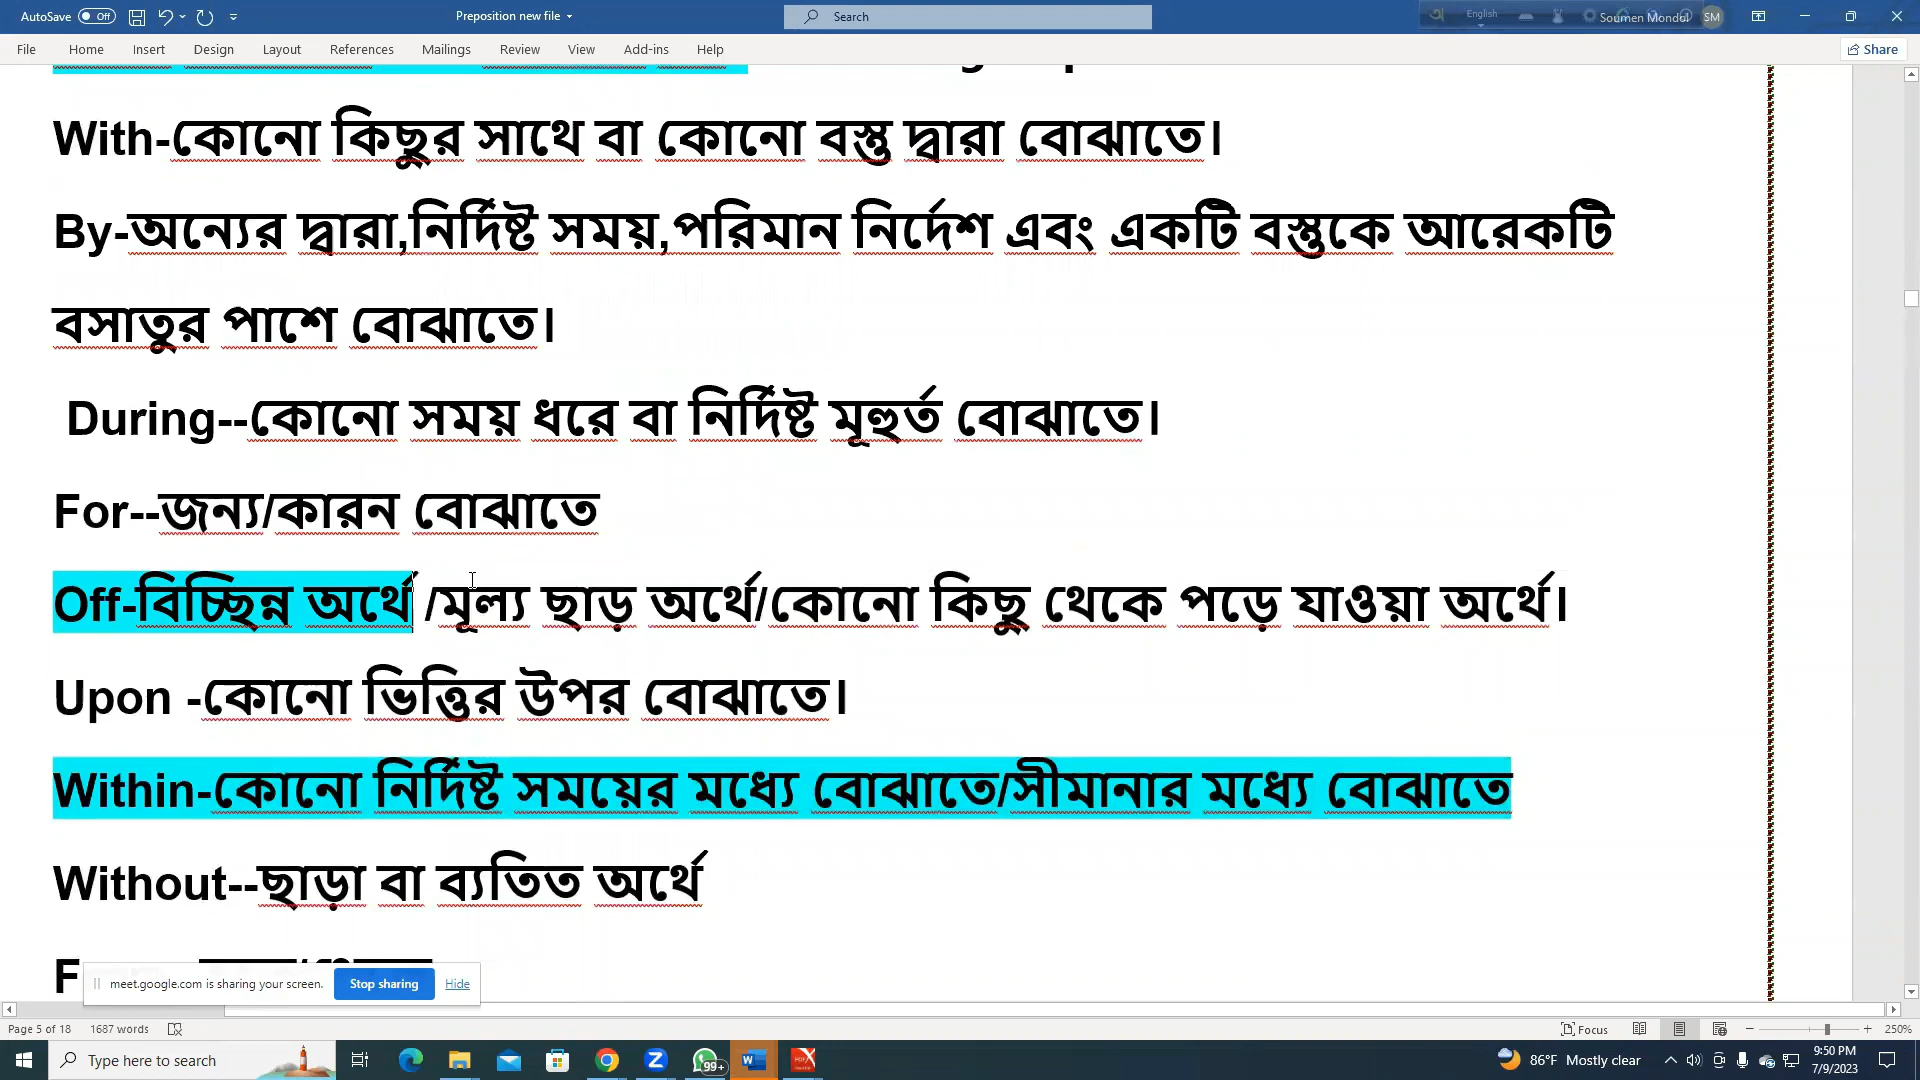 AutoSave Off Preposition new file Search English Soumen Mondol SM
File Home Insert Design Layout References Mailings Review View Add-ins Help Share
With-কোনো কিছুর সাথে বা কোনো বস্তু দ্বারা বোঝাতে।
By-অন্যের দ্বারা,নির্দিষ্ট সময়,পরিমান নির্দেশ এবং একটি বস্তুকে আরেকটি
বসাতুর পাশে বোঝাতে।
During--কোনো সময় ধরে বা নির্দিষ্ট মূহুর্ত বোঝাতে।
For--জন্য/কারন বোঝাতে
Off-বিচ্ছিন্ন অর্থে /মূল্য ছাড় অর্থে/কোনো কিছু থেকে পড়ে যাওয়া অর্থে।
Upon -কোনো ভিত্তির উপর বোঝাতে।
Within-কোনো নির্দিষ্ট সময়ের মধ্যে বোঝাতে/সীমানার মধ্যে বোঝাতে
Without--ছাড়া বা ব্যতিত অর্থে
meet.google.com is sharing your screen. Stop sharing Hide
Page 5 of 18 1687 words Focus 250%
Type here to search 99+ 86°F Mostly clear 9:50 PM
7/9/2023